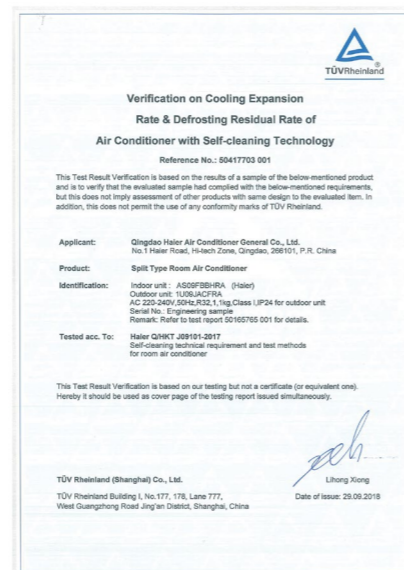 TÜVRheinland®
Verification on Cooling Expansion
Rate & Defrosting Residual Rate of
Air Conditioner with Self-cleaning Technology
Reference No.: 50417703 001
This Test Result Verification is based on the results of a sample of the below-mentioned product
and is to verify that the evaluated sample had complied with the below-mentioned requirements,
but this does not imply assessment of other products with same design to the evaluated item. In
addition, this does not permit the use of any conformity marks of TÜV Rheinland.
Applicant: Qingdao Haier Air Conditioner General Co., Ltd.
No.1 Haier Road, Hi-tech Zone, Qingdao, 266101, P.R. China
Product: Split Type Room Air Conditioner
Identification: Indoor unit : AS09FBBHRA (Haier)
Outdoor unit: 1U09JACFRA
AC 220-240V,50Hz,R32,1,1kg,Class I,IP24 for outdoor unit
Serial No.: Engineering sample
Remark: Refer to test report 50165765 001 for details.
Tested acc. To: Haier Q/HKT J09101-2017
Self-cleaning technical requirement and test methods
for room air conditioner
This Test Result Verification is based on our testing but not a certificate (or equivalent one).
Hereby it should be used as cover page of the testing report issued simultaneously.
TÜV Rheinland (Shanghai) Co., Ltd. Lihong Xiong
TÜV Rheinland Building I, No.177, 178, Lane 777, Date of issue: 29.09.2018
West Guangzhong Road Jing'an District, Shanghai, China